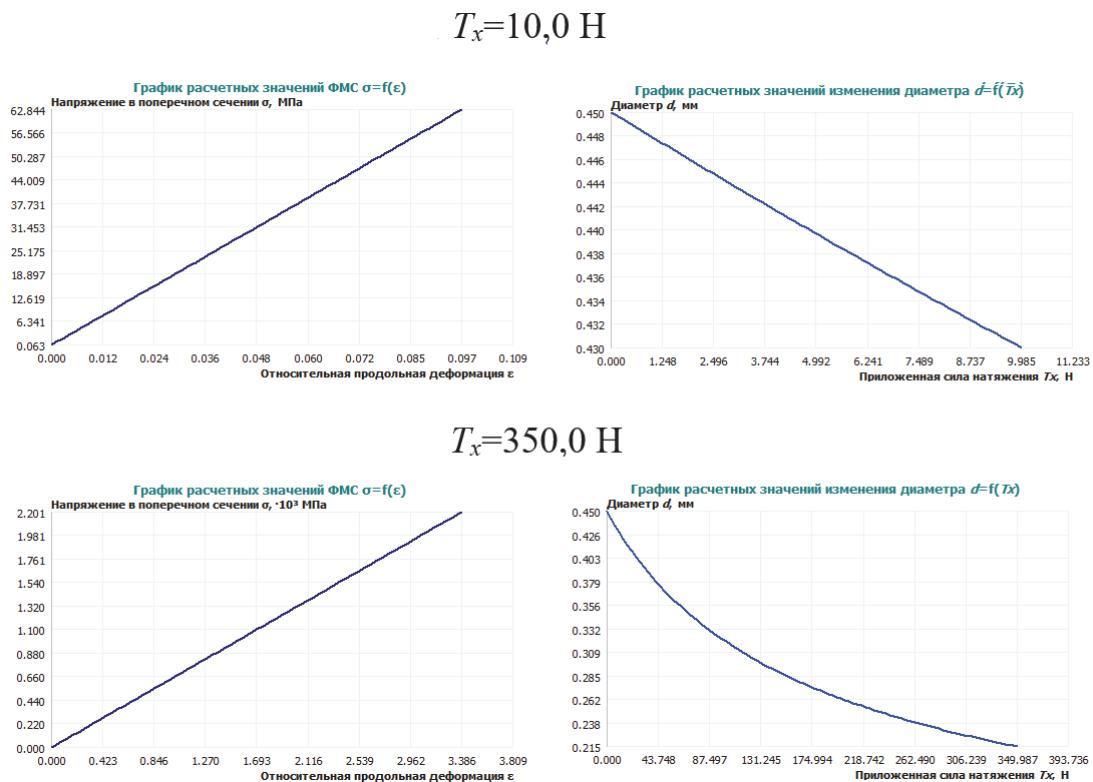 Tx=10,0 Н
График расчетных значений ФМС σ=f(ε)
Напряжение в поперечном сечении σ, МПа
62.844
56.566
50.287
44.009
37.731
31.453
25.175
18.897
12.619
6.341
0.063
0.000 0.012 0.024 0.036 0.048 0.060 0.072 0.085 0.097 0.109
Относительная продольная деформация ε
График расчетных значений изменения диаметра d=f(Tx)
Диаметр d, мм
0.450
0.448
0.446
0.444
0.442
0.440
0.438
0.436
0.434
0.432
0.430
0.000 1.248 2.496 3.744 4.992 6.241 7.489 8.737 9.985 11.233
Приложенная сила натяжения Tx, Н
Tx=350,0 Н
График расчетных значений ФМС σ=f(ε)
Напряжение в поперечном сечении σ, ·10³ МПа
2.201
1.981
1.761
1.540
1.320
1.100
0.880
0.660
0.440
0.220
0.000
0.000 0.423 0.846 1.270 1.693 2.116 2.539 2.962 3.386 3.809
Относительная продольная деформация ε
График расчетных значений изменения диаметра d=f(Tx)
Диаметр d, мм
0.450
0.426
0.403
0.379
0.356
0.332
0.309
0.285
0.262
0.238
0.215
0.000 43.748 87.497 131.245 174.994 218.742 262.490 306.239 349.987 393.736
Приложенная сила натяжения Tx, Н